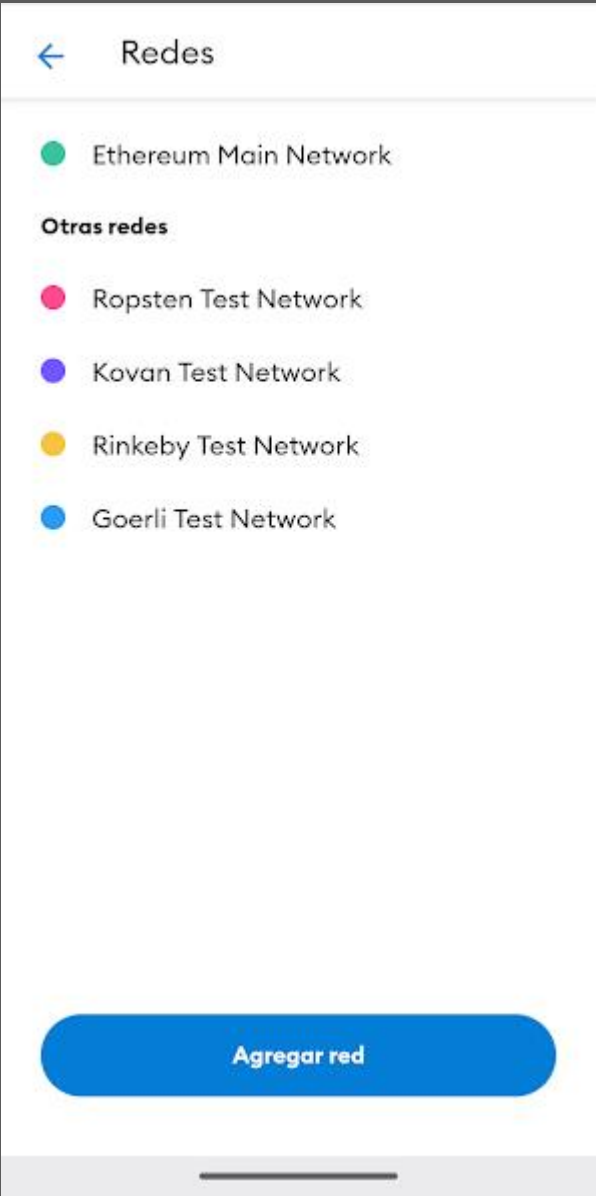 Redes
Ethereum Main Network
Otras redes
Ropsten Test Network
Kovan Test Network
Rinkeby Test Network
Goerli Test Network
Agregar red